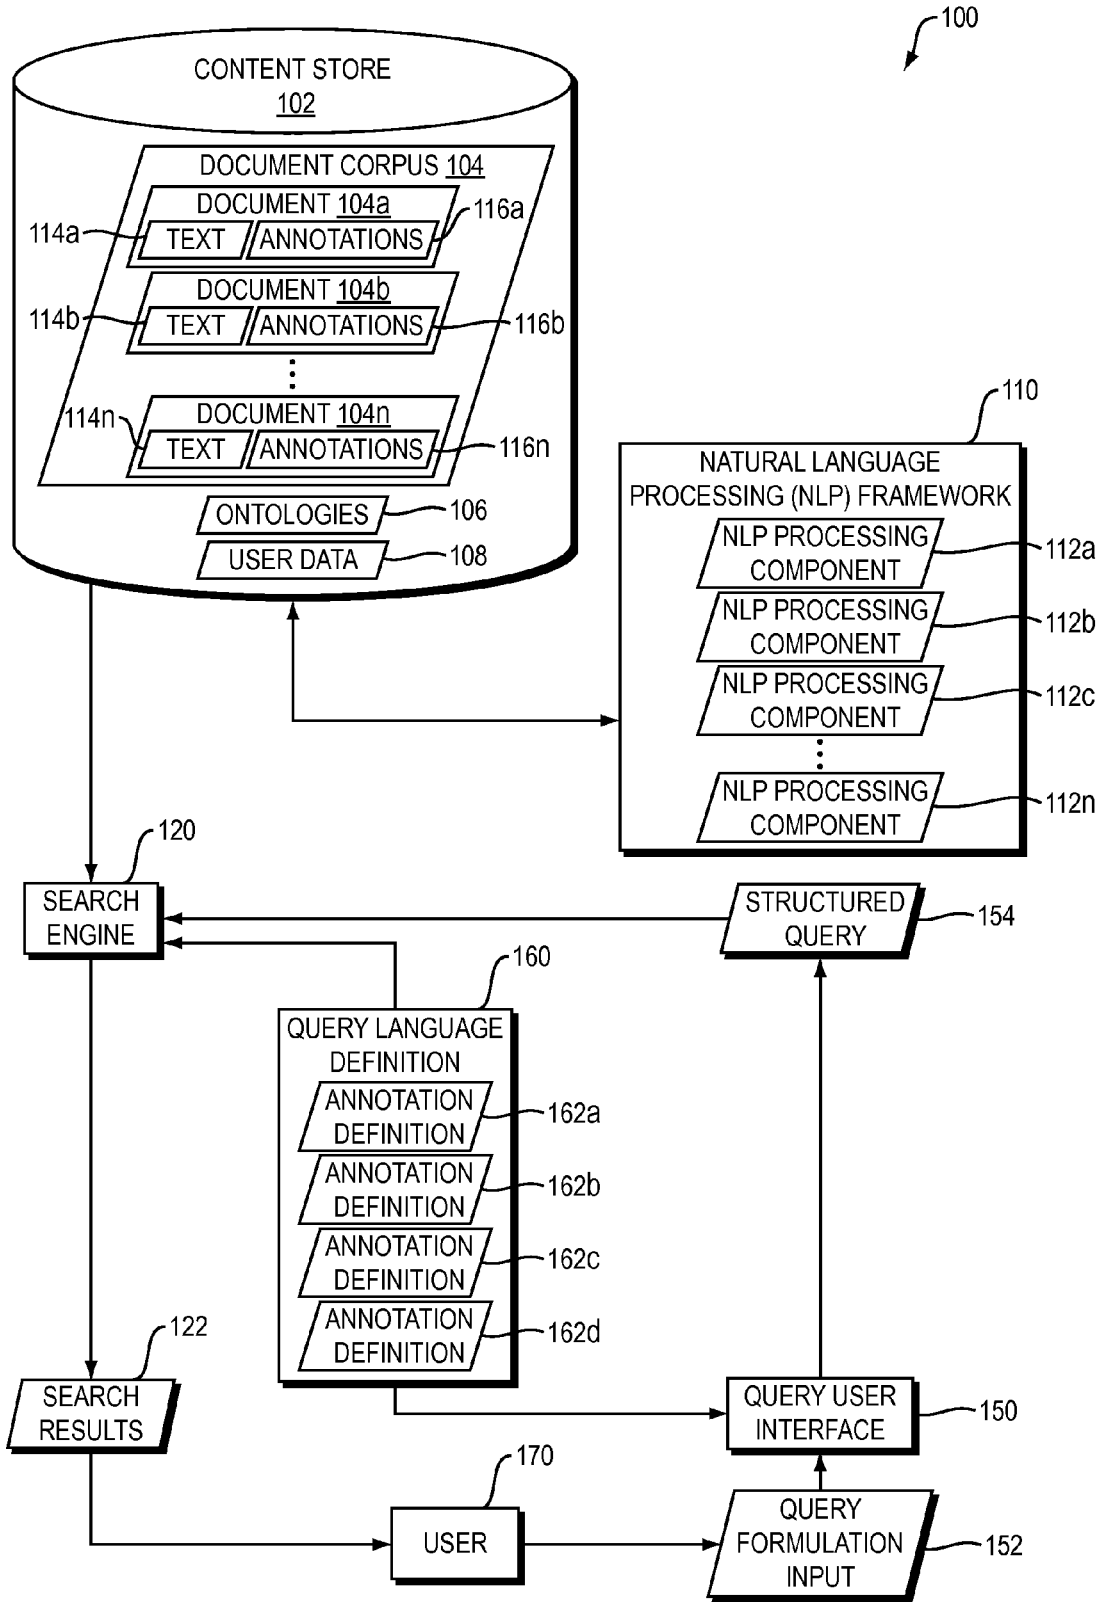 100
CONTENT STORE
102
DOCUMENT CORPUS 104
DOCUMENT 104a
114a
TEXT
ANNOTATIONS
116a
DOCUMENT 104b
114b
TEXT
ANNOTATIONS
116b
DOCUMENT 104n
114n
TEXT
ANNOTATIONS
116n
ONTOLOGIES
106
USER DATA
108
110
NATURAL LANGUAGE
PROCESSING (NLP) FRAMEWORK
NLP PROCESSING
COMPONENT
112a
NLP PROCESSING
COMPONENT
112b
NLP PROCESSING
COMPONENT
112c
NLP PROCESSING
COMPONENT
112n
120
SEARCH
ENGINE
STRUCTURED
QUERY
154
160
QUERY LANGUAGE
DEFINITION
ANNOTATION
DEFINITION
162a
ANNOTATION
DEFINITION
162b
ANNOTATION
DEFINITION
162c
ANNOTATION
DEFINITION
162d
122
SEARCH
RESULTS
QUERY USER
INTERFACE
150
170
USER
QUERY
FORMULATION
INPUT
152